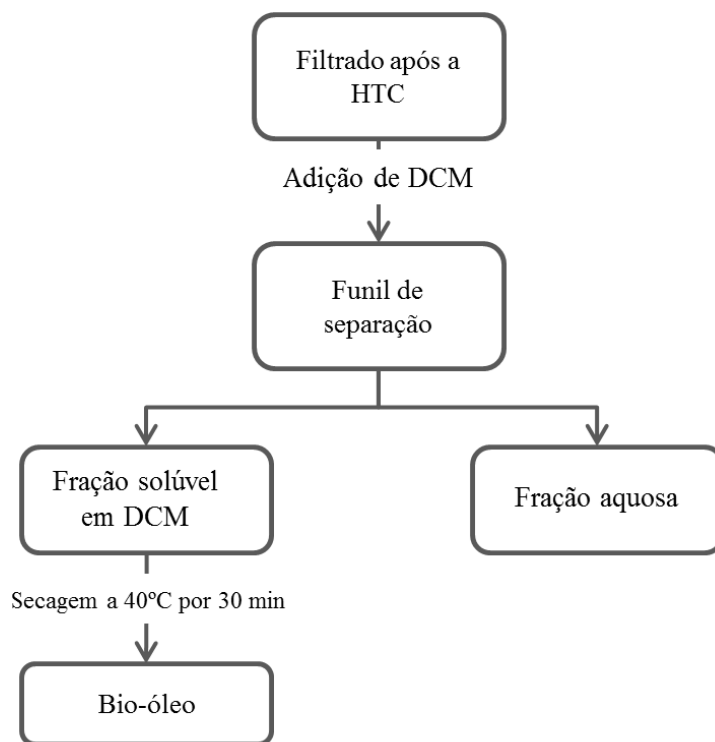 Filtrado após a
HTC
Adição de DCM
Funil de
separação
Fração solúvel
em DCM
Fração aquosa
Secagem a 40ºC por 30 min
Bio-óleo